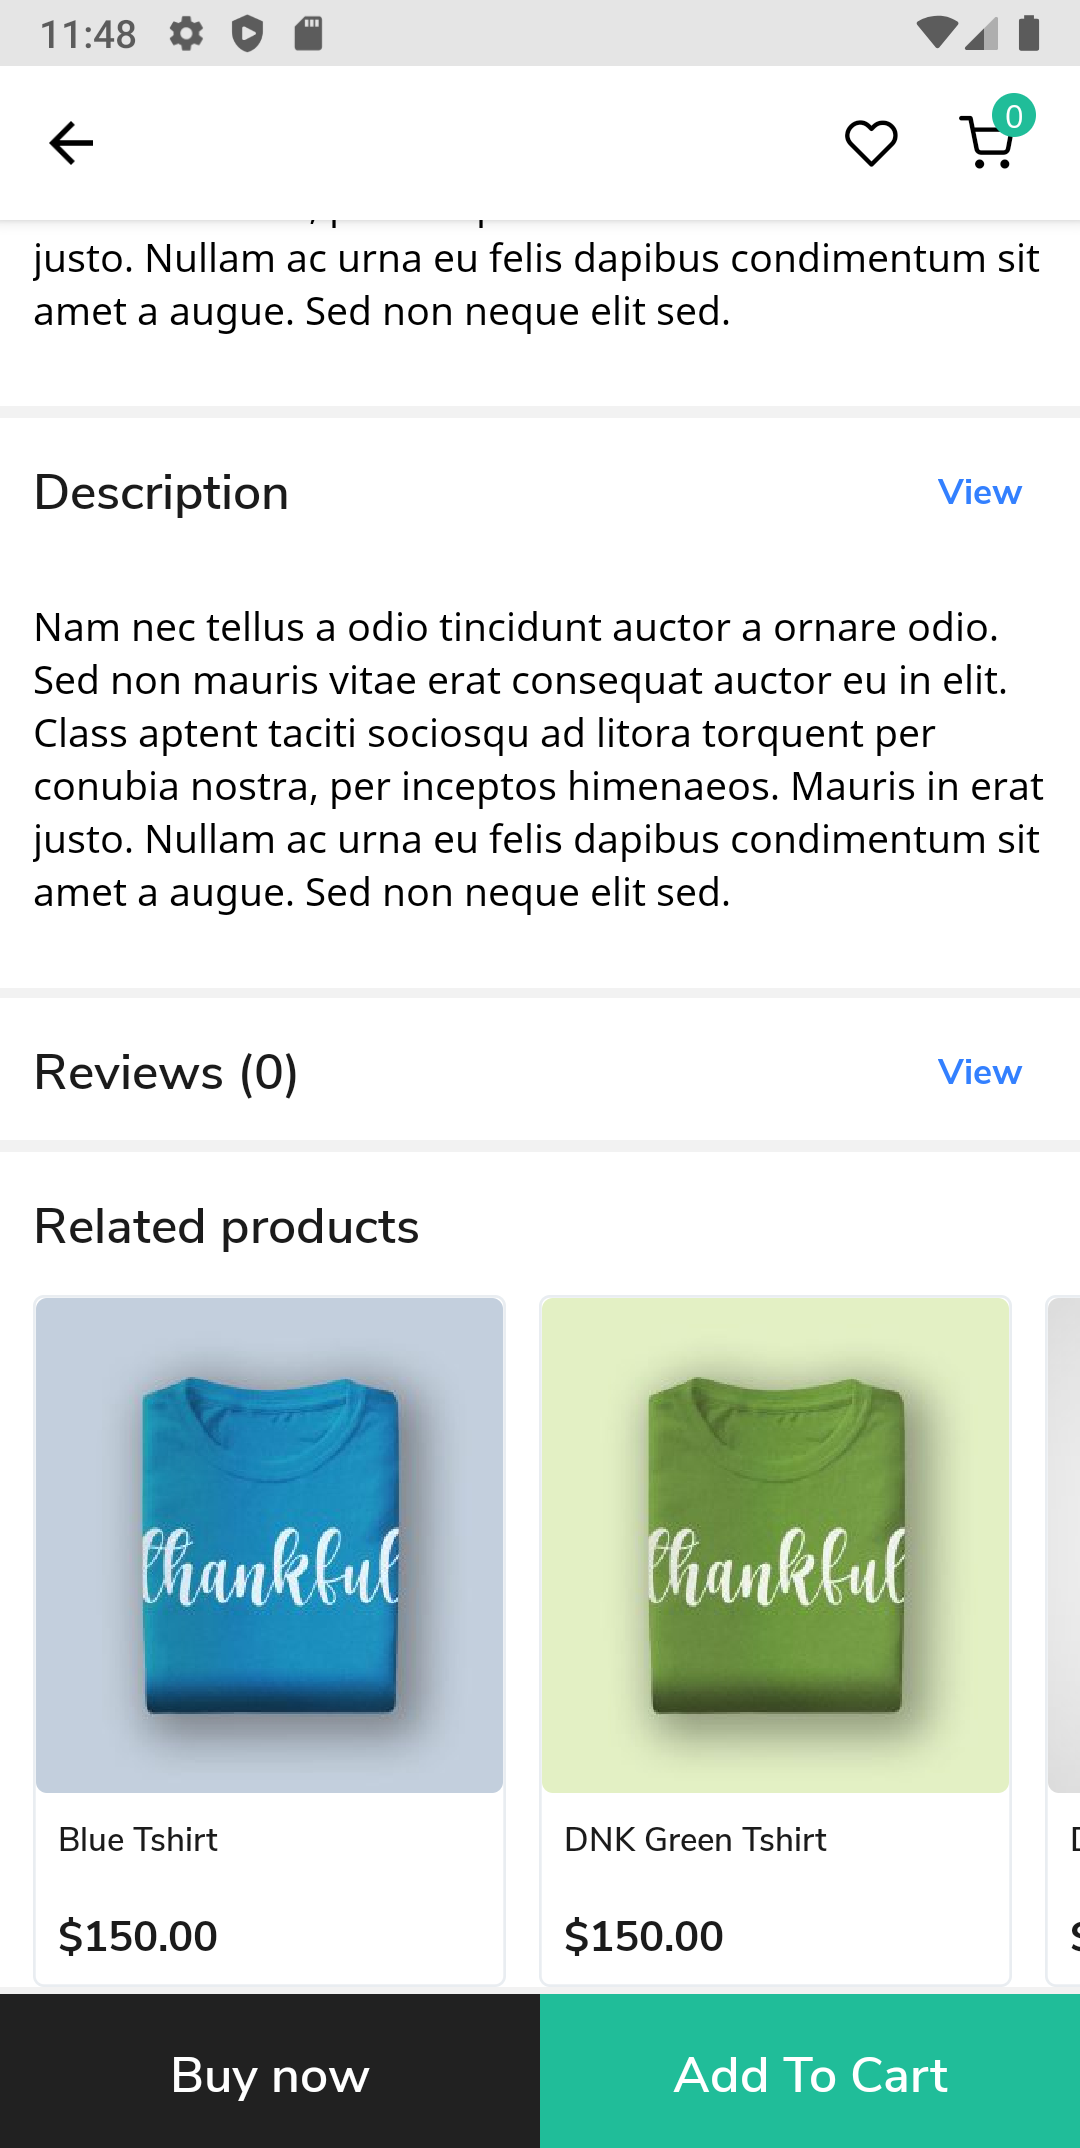 11:48
0
justo. Nullam ac urna eu felis dapibus condimentum sit
amet a augue. Sed non neque elit sed.
Description
View
Nam nec tellus a odio tincidunt auctor a ornare odio.
Sed non mauris vitae erat consequat auctor eu in elit.
Class aptent taciti sociosqu ad litora torquent per
conubia nostra, per inceptos himenaeos. Mauris in erat
justo. Nullam ac urna eu felis dapibus condimentum sit
amet a augue. Sed non neque elit sed.
Reviews (0)
View
Related products
thankful
thankful
Blue Tshirt
DNK Green Tshirt
$150.00
$150.00
Buy now
Add To Cart